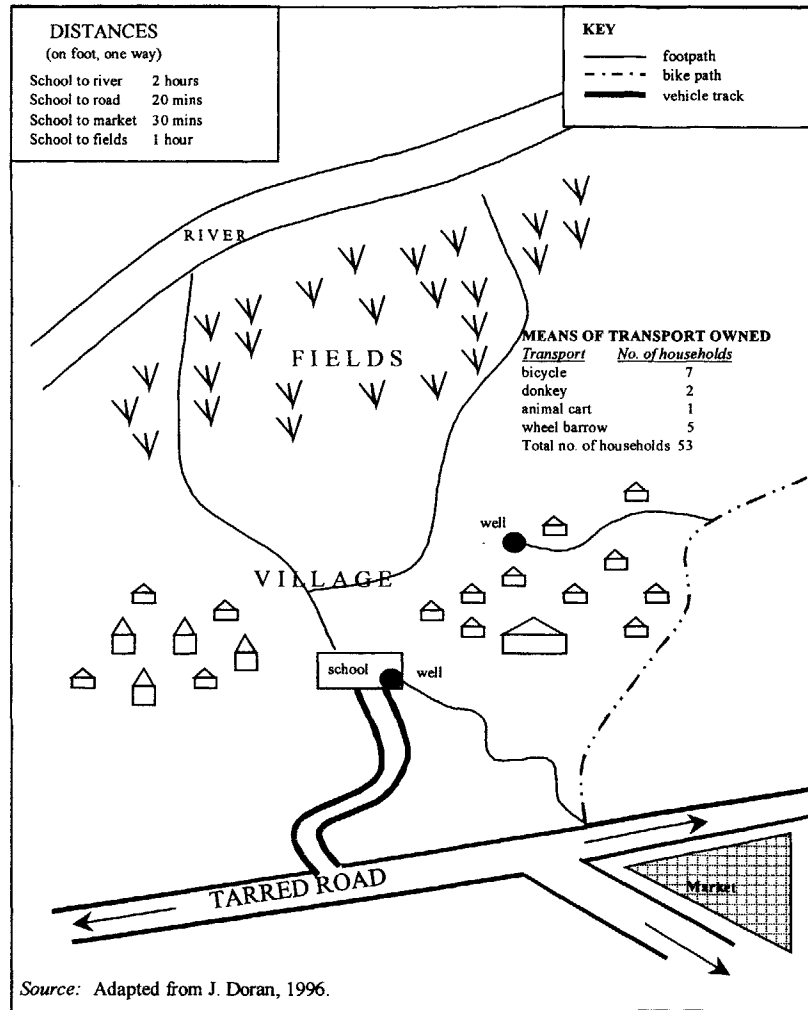 DISTANCES
(on foot, one way)
School to river 2 hours
School to road 20 mins
School to market 30 mins
School to fields 1 hour
KEY
footpath
bike path
vehicle track
RIVER
FIELDS
MEANS OF TRANSPORT OWNED
Transport No. of households
bicycle 7
donkey 2
animal cart 1
wheel barrow 5
Total no. of households 53
well
VILLAGE
school
well
TARRED ROAD
Market
Source: Adapted from J. Doran, 1996.